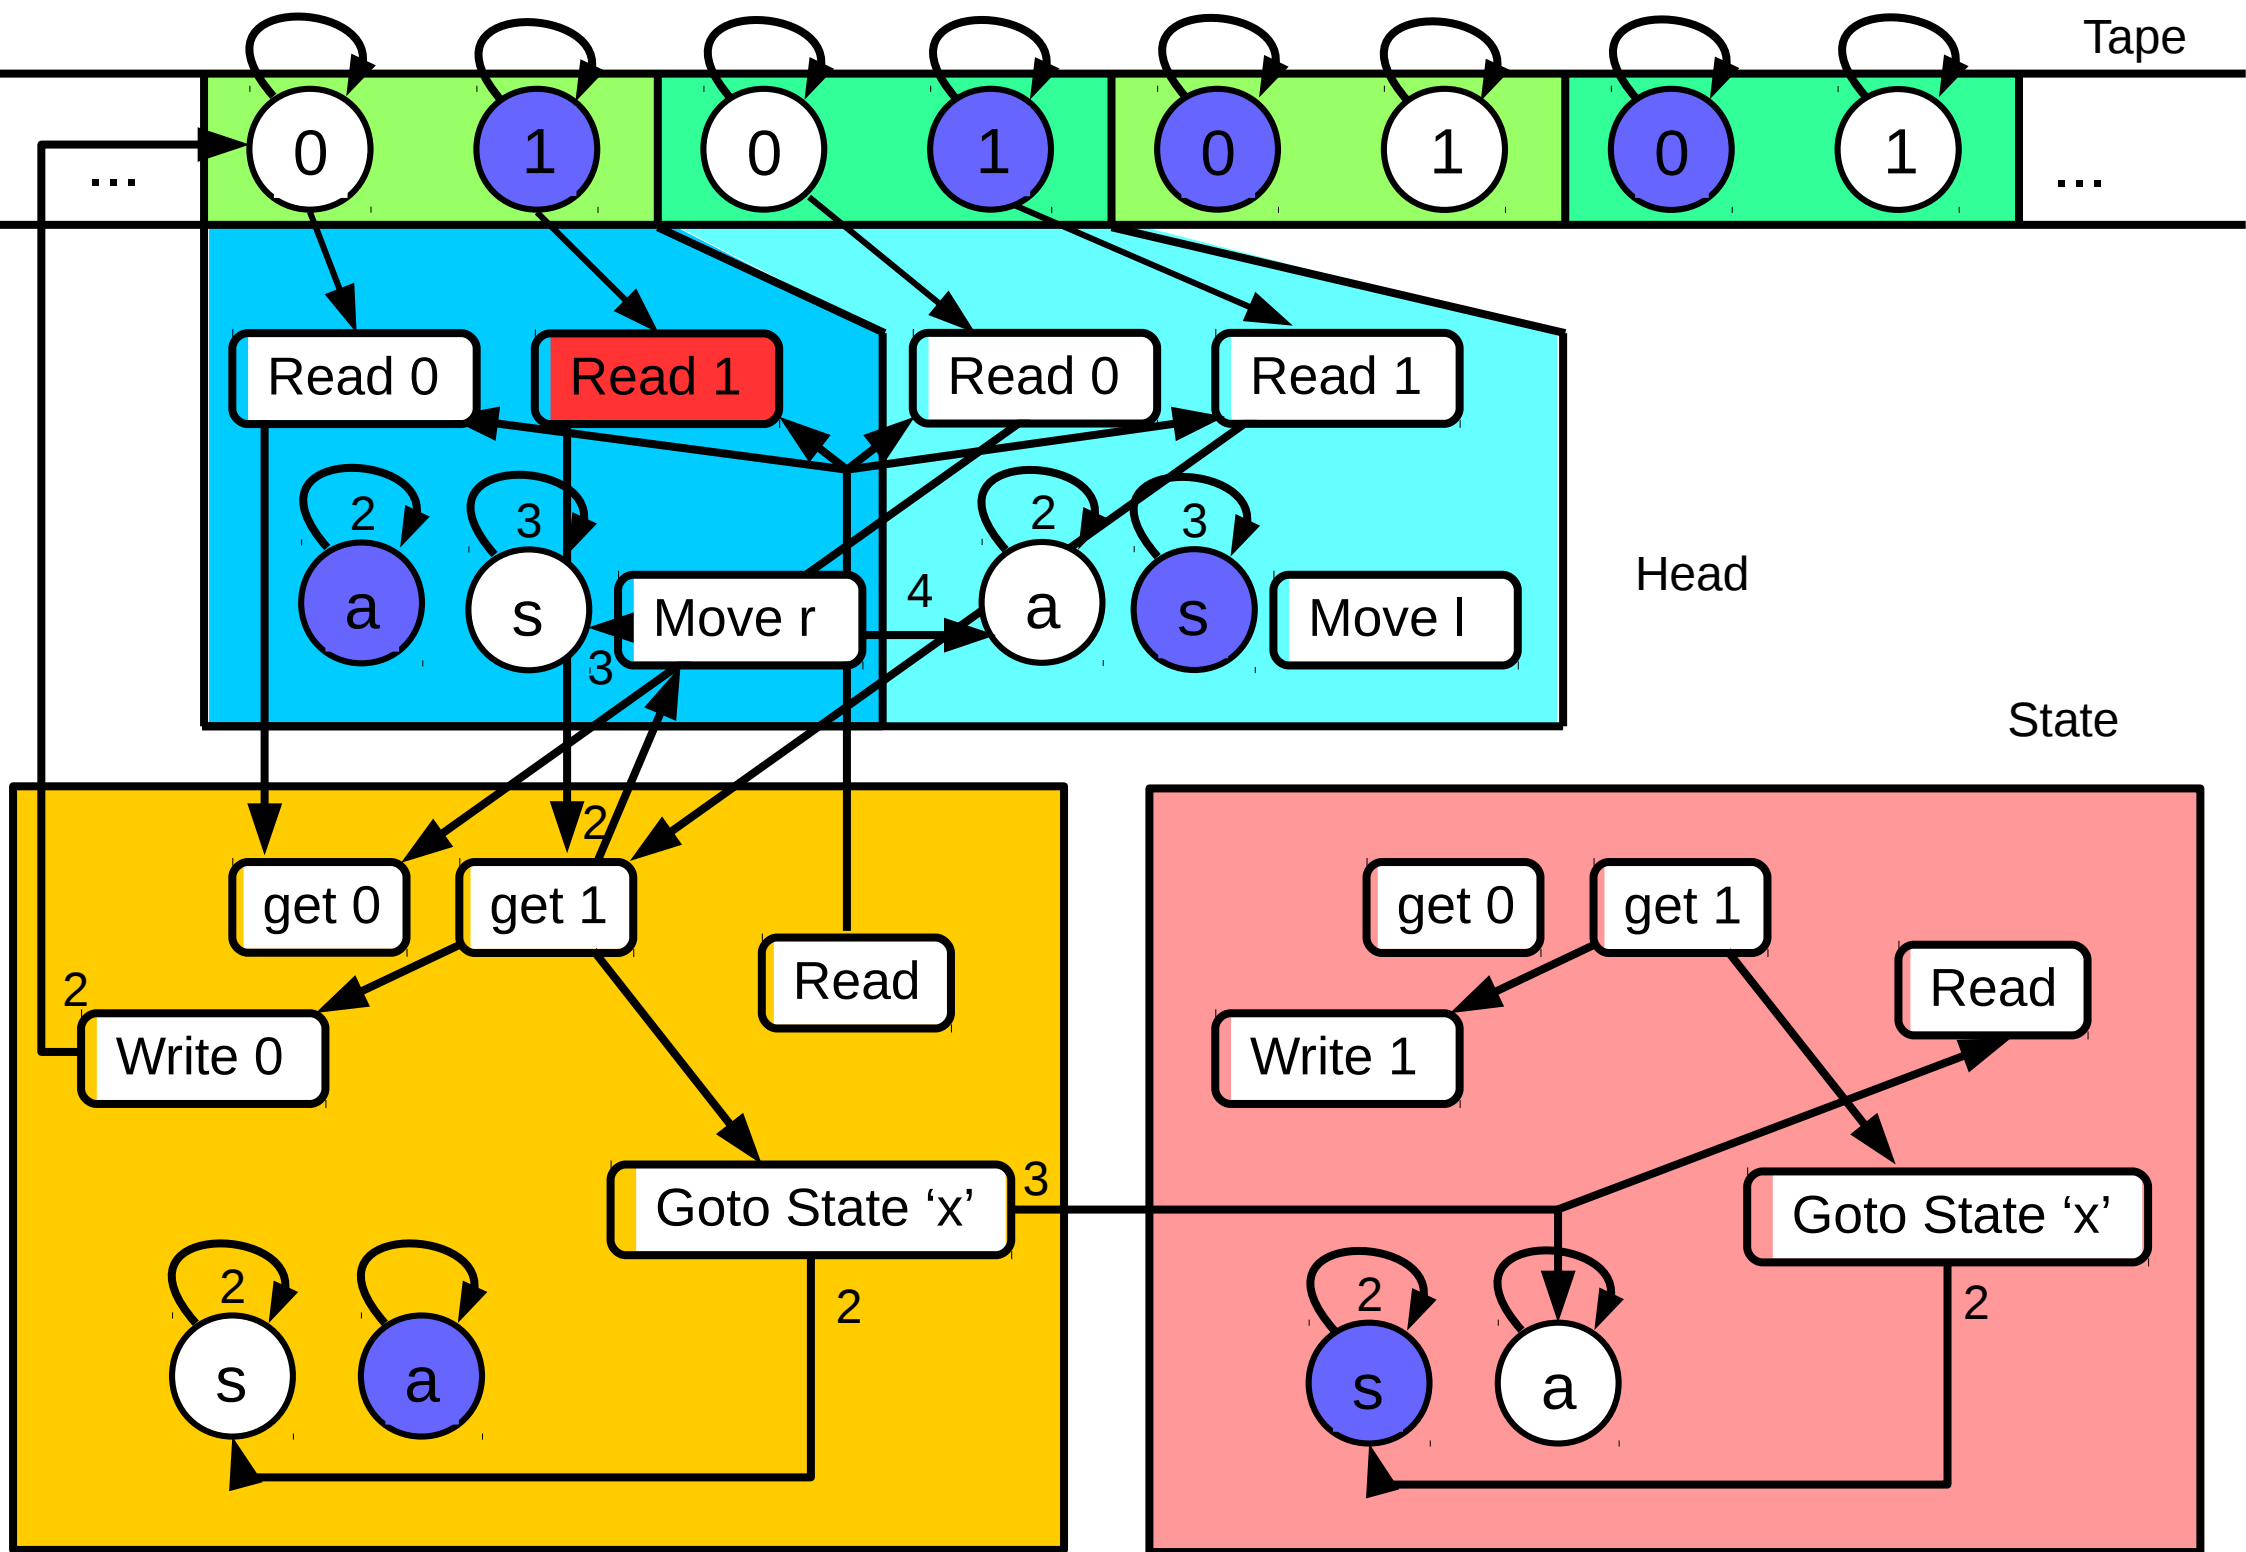 Tape
0 1 0 1 0 1 0 1
... ...
Read 0 Read 1 Read 0 Read 1
2 3 2 3
a s Move r 4 a s Move l
3
Head
State
2
get 0 get 1 get 0 get 1
Read Read
2
Write 0 Write 1
3
Goto State ‘x’ Goto State ‘x’
2 2 2 2
s a s a